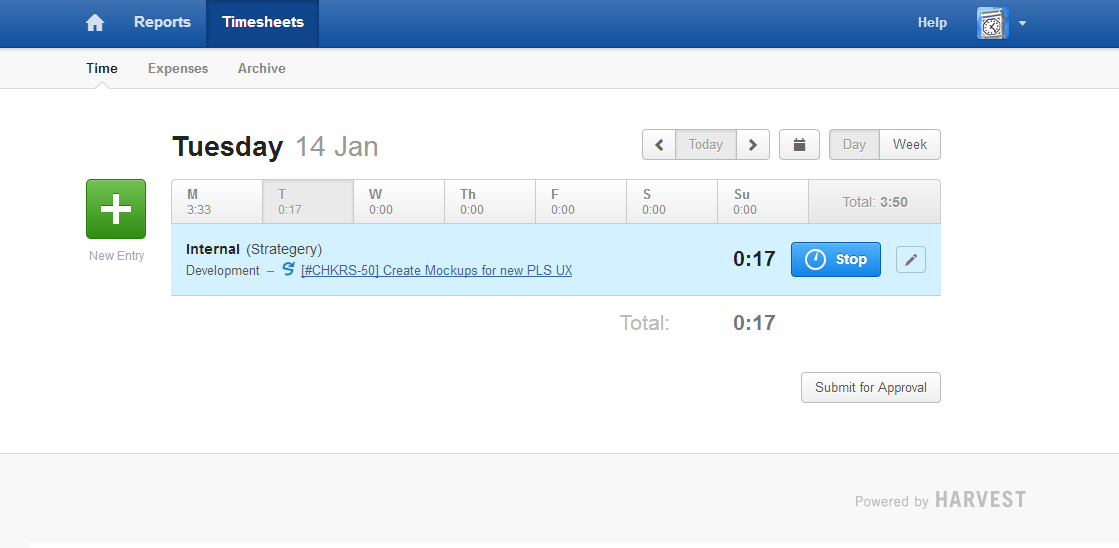 Reports Timesheets Help
Time Expenses Archive
Tuesday 14 Jan Today Day Week
M T W Th F S Su
3:33 0:17 0:00 0:00 0:00 0:00 0:00 Total: 3:50
New Entry
Internal (Strategery)
Development – [#CHKRS-50] Create Mockups for new PLS UX
0:17 Stop
Total: 0:17
Submit for Approval
Powered by HARVEST